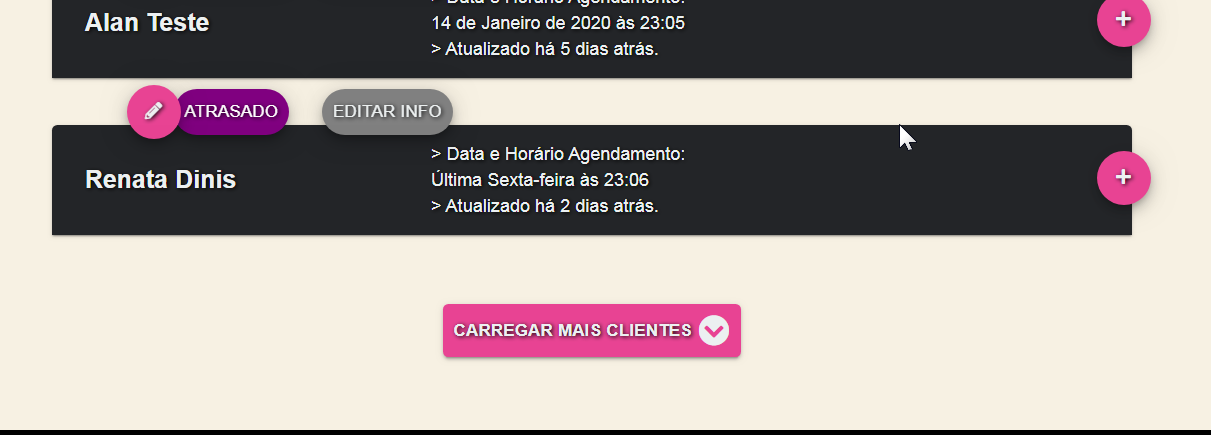 > Data e Horário Agendamento:
Alan Teste
14 de Janeiro de 2020 às 23:05
> Atualizado há 5 dias atrás.
+
ATRASADO
EDITAR INFO
> Data e Horário Agendamento:
Renata Dinis
Última Sexta-feira às 23:06
> Atualizado há 2 dias atrás.
+
CARREGAR MAIS CLIENTES